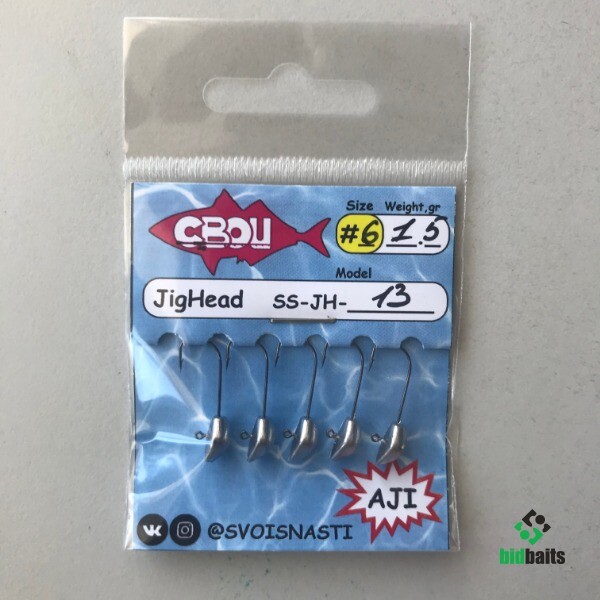 СВОИ
Size Weight,gr
#6 1.5
Model
JigHead SS-JH- 13
AJI
@SVOISNASTI
bidbaits